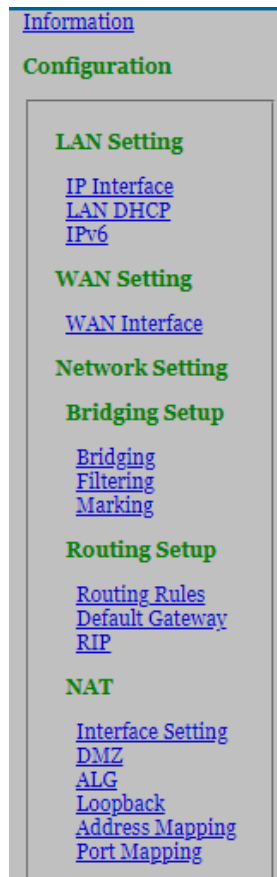 Information
Configuration
LAN Setting
IP Interface
LAN DHCP
IPv6
WAN Setting
WAN Interface
Network Setting
Bridging Setup
Bridging
Filtering
Marking
Routing Setup
Routing Rules
Default Gateway
RIP
NAT
Interface Setting
DMZ
ALG
Loopback
Address Mapping
Port Mapping